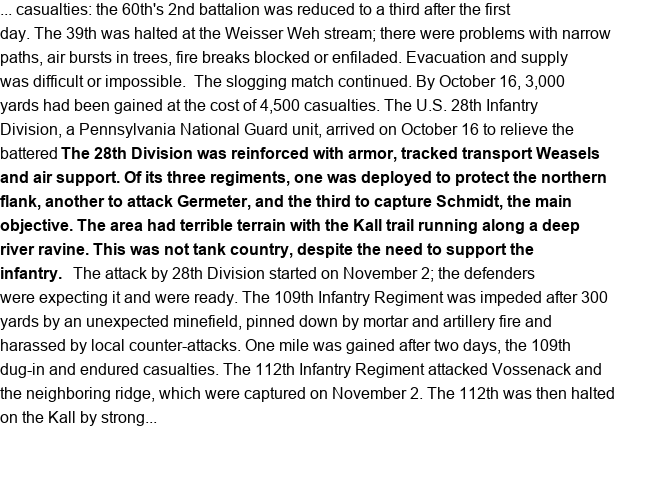 ... casualties: the 60th's 2nd battalion was reduced to a third after the first
day. The 39th was halted at the Weisser Weh stream; there were problems with narrow
paths, air bursts in trees, fire breaks blocked or enfiladed. Evacuation and supply
was difficult or impossible.  The slogging match continued. By October 16, 3,000
yards had been gained at the cost of 4,500 casualties. The U.S. 28th Infantry
Division, a Pennsylvania National Guard unit, arrived on October 16 to relieve the
battered The 28th Division was reinforced with armor, tracked transport Weasels
and air support. Of its three regiments, one was deployed to protect the northern
flank, another to attack Germeter, and the third to capture Schmidt, the main
objective. The area had terrible terrain with the Kall trail running along a deep
river ravine. This was not tank country, despite the need to support the
infantry.   The attack by 28th Division started on November 2; the defenders
were expecting it and were ready. The 109th Infantry Regiment was impeded after 300
yards by an unexpected minefield, pinned down by mortar and artillery fire and
harassed by local counter-attacks. One mile was gained after two days, the 109th
dug-in and endured casualties. The 112th Infantry Regiment attacked Vossenack and
the neighboring ridge, which were captured on November 2. The 112th was then halted
on the Kall by strong...